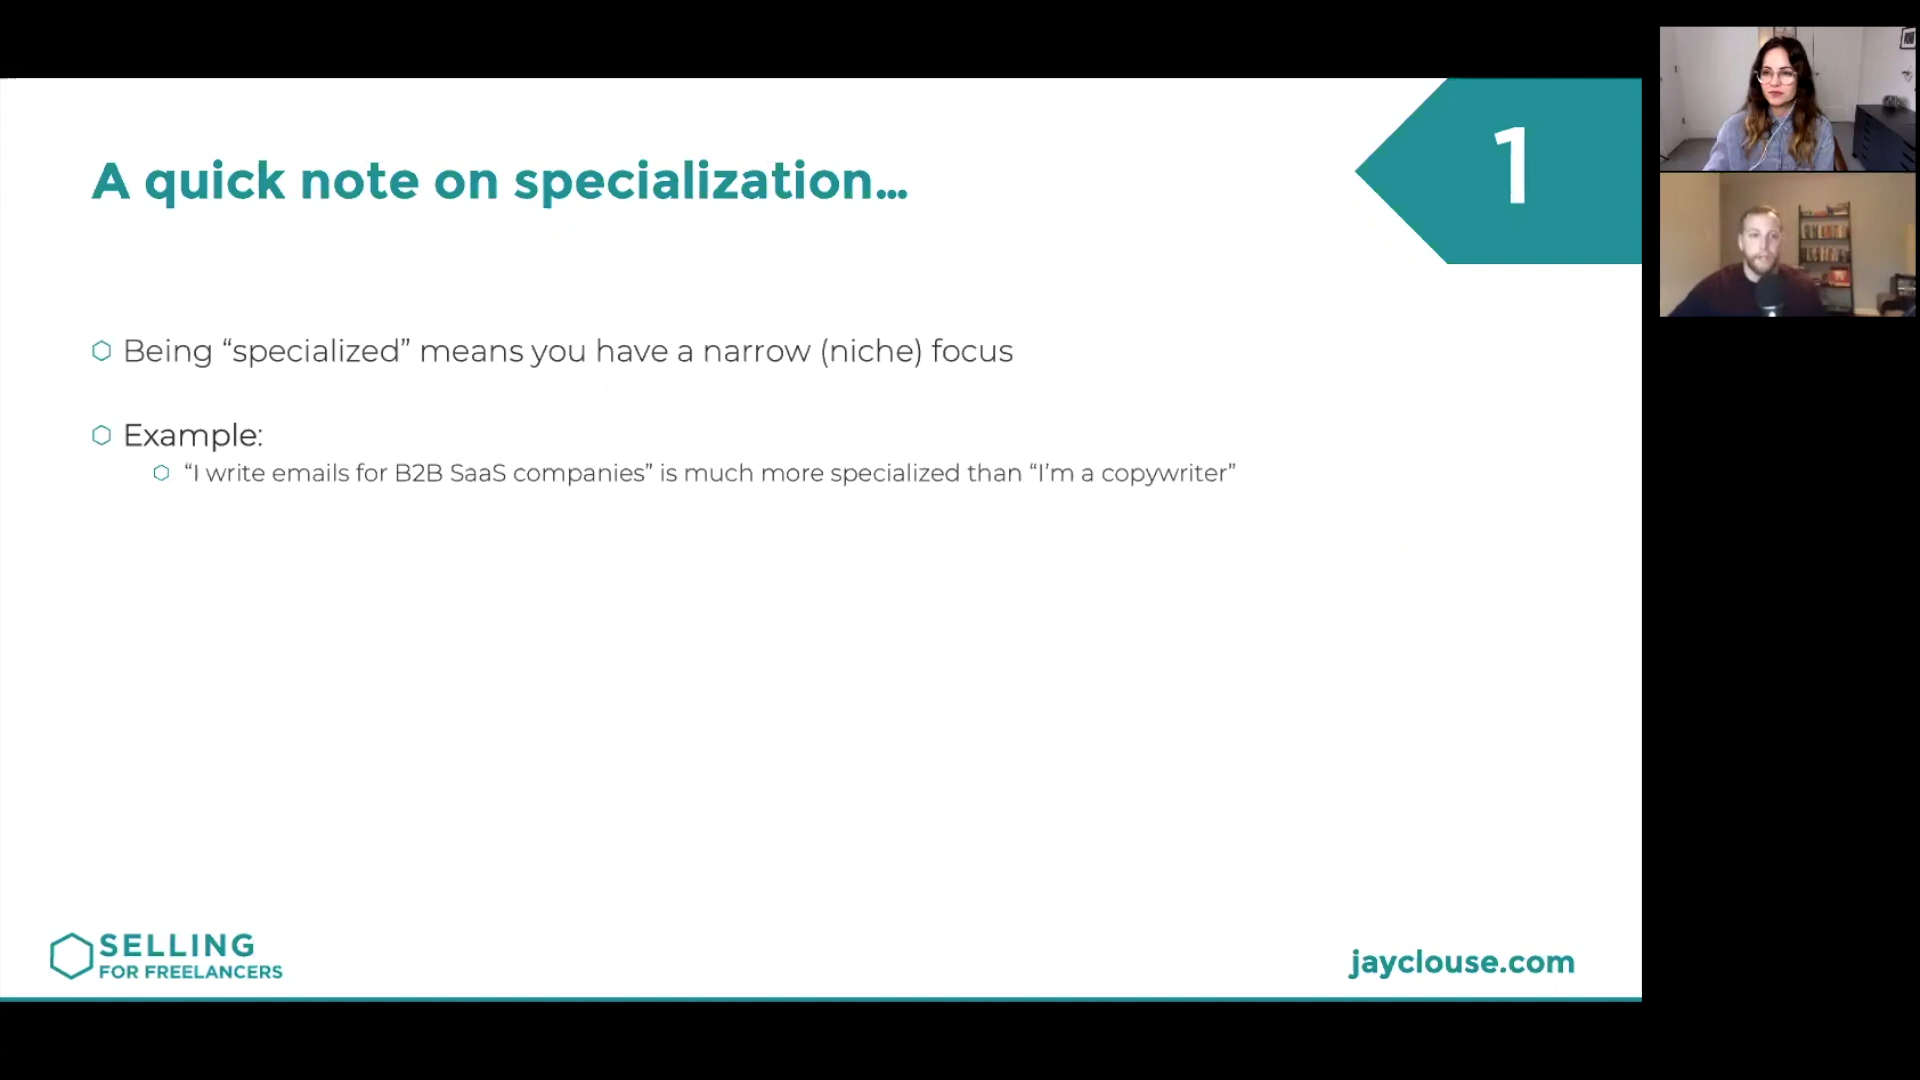 A quick note on specialization...
1
Being “specialized” means you have a narrow (niche) focus
Example:
“I write emails for B2B SaaS companies” is much more specialized than “I’m a copywriter”
SELLING
FOR FREELANCERS
jayclouse.com